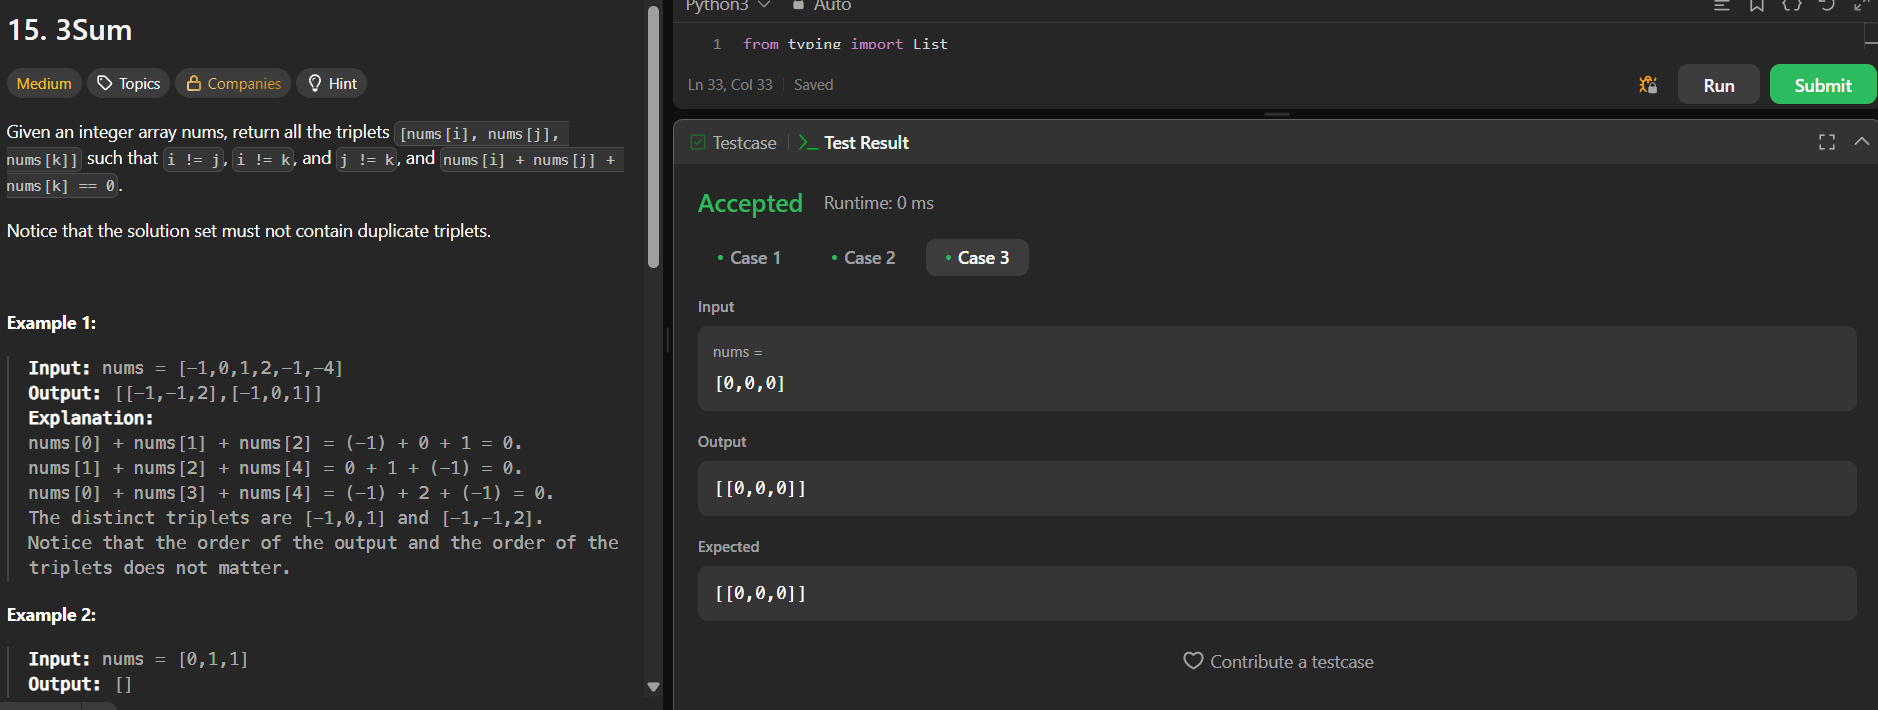 15. 3Sum
Medium
Topics
Companies
Hint
Given an integer array nums, return all the triplets [nums[i], nums[j],
nums[k]] such that i != j, i != k, and j != k, and nums[i] + nums[j] +
nums[k] == 0.
Notice that the solution set must not contain duplicate triplets.
Example 1:
Input: nums = [-1,0,1,2,-1,-4]
Output: [[-1,-1,2],[-1,0,1]]
Explanation:
nums[0] + nums[1] + nums[2] = (-1) + 0 + 1 = 0.
nums[1] + nums[2] + nums[4] = 0 + 1 + (-1) = 0.
nums[0] + nums[3] + nums[4] = (-1) + 2 + (-1) = 0.
The distinct triplets are [-1,0,1] and [-1,-1,2].
Notice that the order of the output and the order of the
triplets does not matter.
Example 2:
Input: nums = [0,1,1]
Output: []
Python3
Auto
1 from typing import List
Ln 33, Col 33 Saved
Run
Submit
Testcase
Test Result
Accepted Runtime: 0 ms
• Case 1
• Case 2
• Case 3
Input
nums =
[0,0,0]
Output
[[0,0,0]]
Expected
[[0,0,0]]
Contribute a testcase